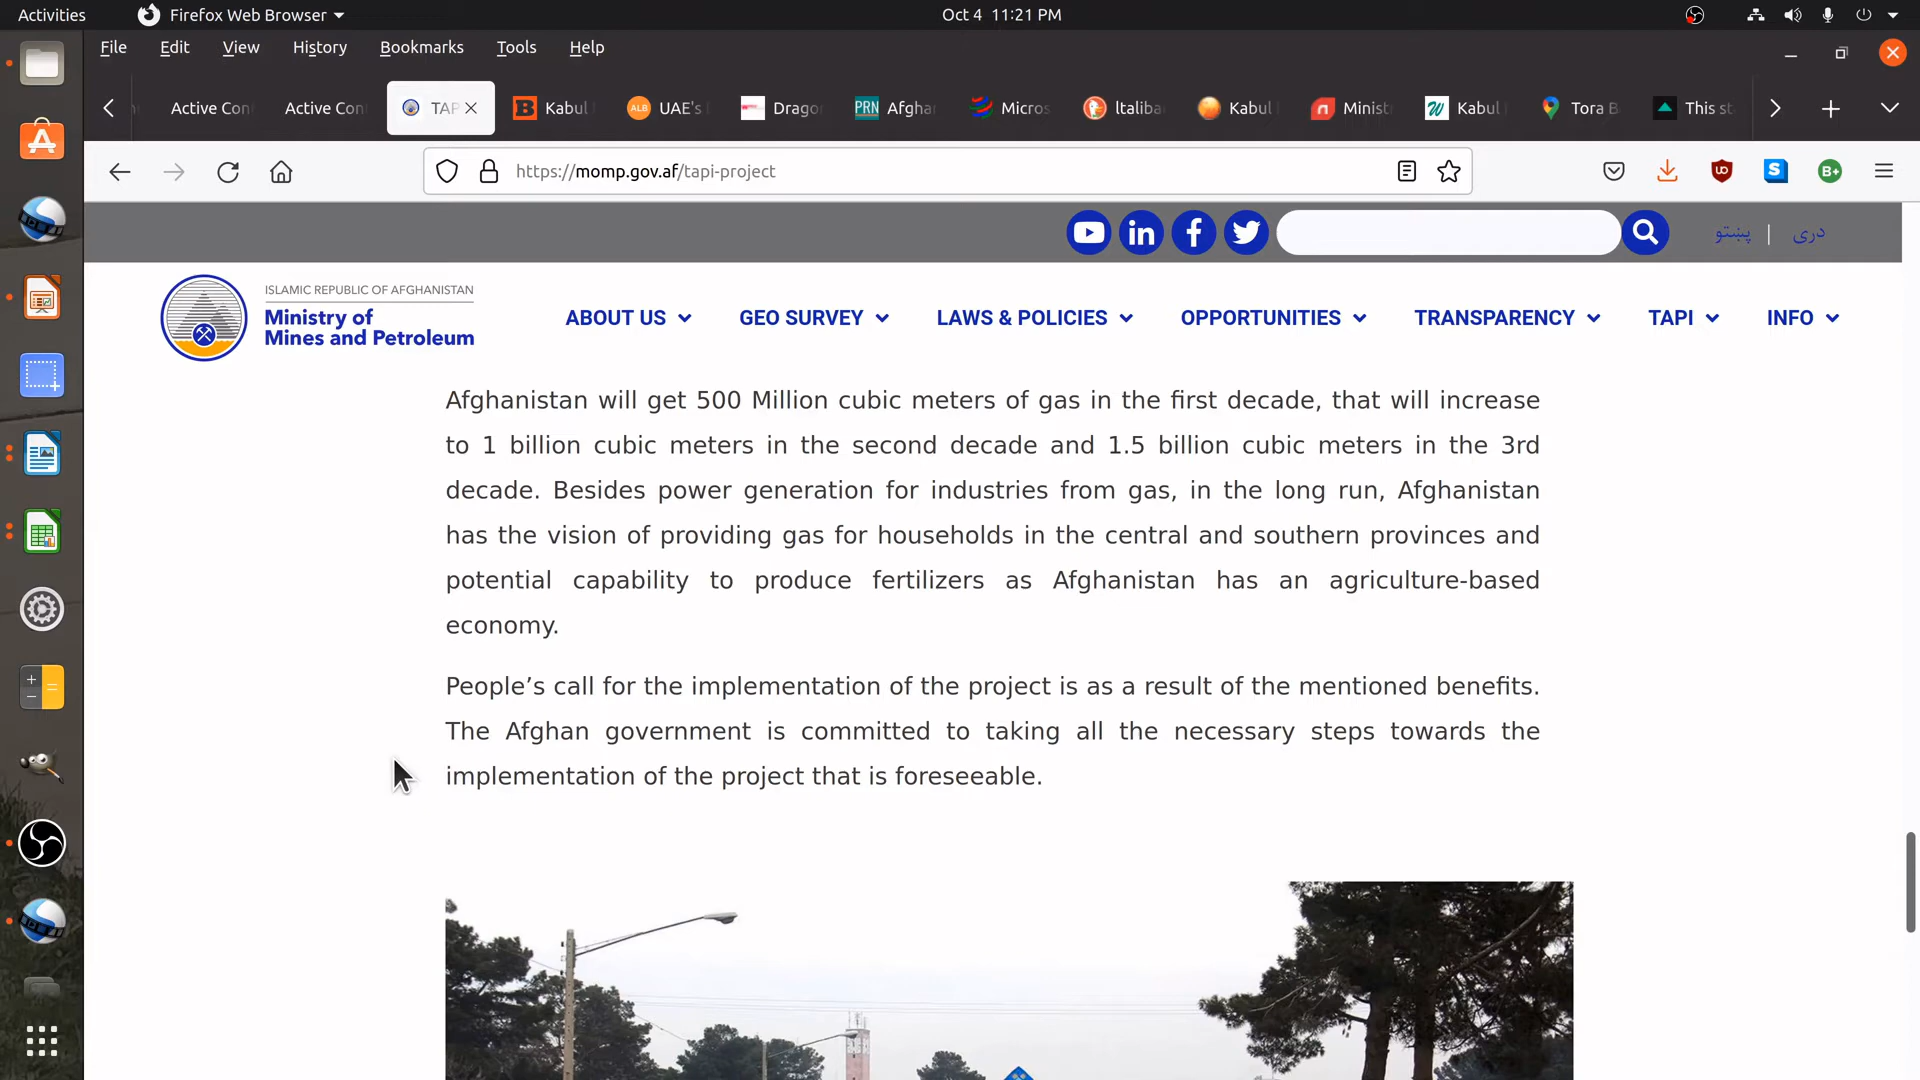 Activities
Firefox Web Browser
Oct 4 11:21 PM
File
Edit
View
History
Bookmarks
Tools
Help
Active Con
Active Con
TAP
Kabul
UAE's
Drago
PRN
Afghan
Micros
ltaliba
Kabul
Minist
Kabul
Tora B
This st
https://momp.gov.af/tapi-project
پښتو | دری
ISLAMIC REPUBLIC OF AFGHANISTAN
Ministry of
Mines and Petroleum
ABOUT US
GEO SURVEY
LAWS & POLICIES
OPPORTUNITIES
TRANSPARENCY
TAPI
INFO
Afghanistan will get 500 Million cubic meters of gas in the first decade, that will increase
to 1 billion cubic meters in the second decade and 1.5 billion cubic meters in the 3rd
decade. Besides power generation for industries from gas, in the long run, Afghanistan
has the vision of providing gas for households in the central and southern provinces and
potential capability to produce fertilizers as Afghanistan has an agriculture-based
economy.
People's call for the implementation of the project is as a result of the mentioned benefits.
The Afghan government is committed to taking all the necessary steps towards the
implementation of the project that is foreseeable.